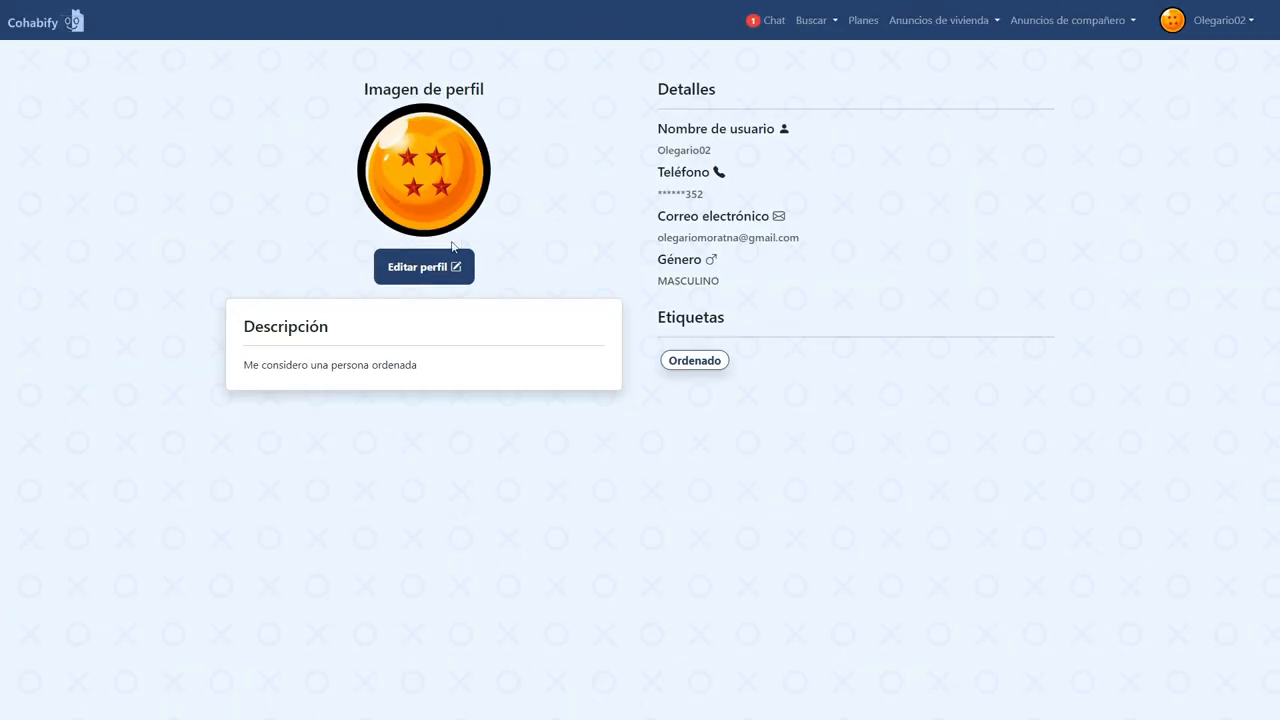 Cohabify
1 Chat Buscar Planes Anuncios de vivienda Anuncios de compañero Olegario02
Imagen de perfil
Editar perfil
Descripción
Me considero una persona ordenada
Detalles
Nombre de usuario
Olegario02
Teléfono
******352
Correo electrónico
olegariomoratna@gmail.com
Género
MASCULINO
Etiquetas
Ordenado